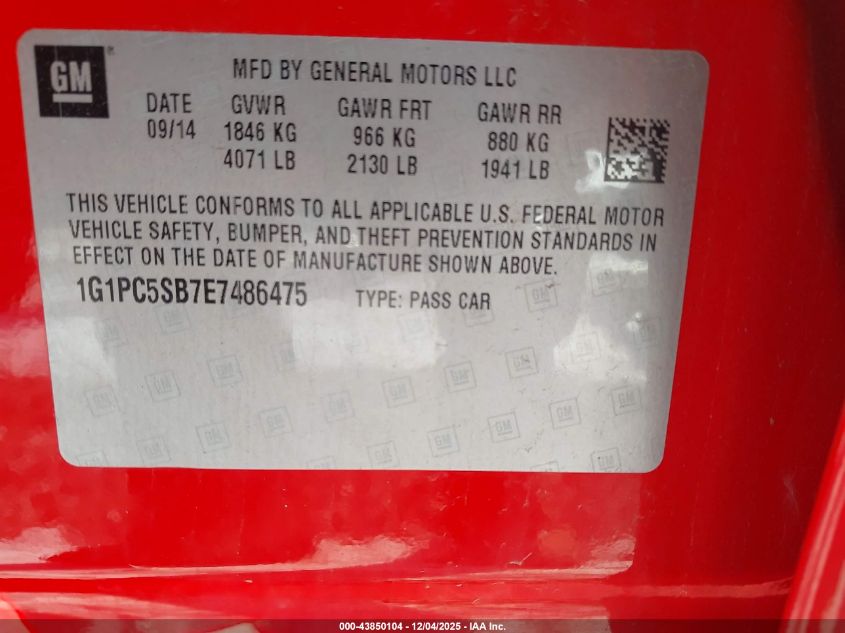 GM
MFD BY GENERAL MOTORS LLC
DATE GVWR GAWR FRT GAWR RR
09/14 1846 KG 966 KG 880 KG
4071 LB 2130 LB 1941 LB
THIS VEHICLE CONFORMS TO ALL APPLICABLE U.S. FEDERAL MOTOR
VEHICLE SAFETY, BUMPER, AND THEFT PREVENTION STANDARDS IN
EFFECT ON THE DATE OF MANUFACTURE SHOWN ABOVE.
1G1PC5SB7E7486475 TYPE: PASS CAR
000-43850104 - 12/04/2025 - IAA Inc.